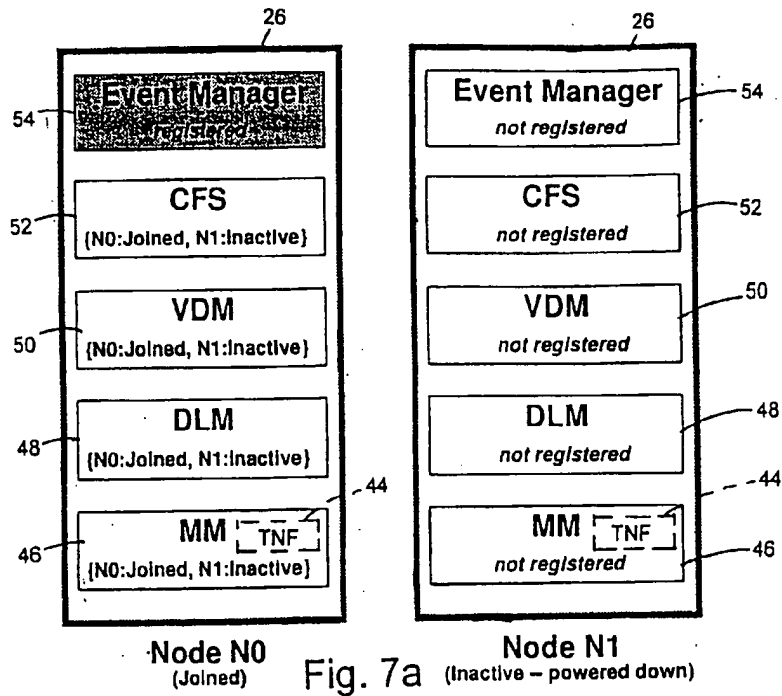 26
Event Manager
registered
54
CFS
{N0:Joined, N1:Inactive}
52
VDM
{N0:Joined, N1:Inactive}
50
DLM
{N0:Joined, N1:Inactive}
48
44
MM
TNF
{N0:Joined, N1:Inactive}
46
Node N0
(Joined)
26
Event Manager
not registered
54
CFS
not registered
52
VDM
not registered
50
DLM
not registered
48
44
MM
TNF
not registered
46
Node N1
(Inactive – powered down)
Fig. 7a